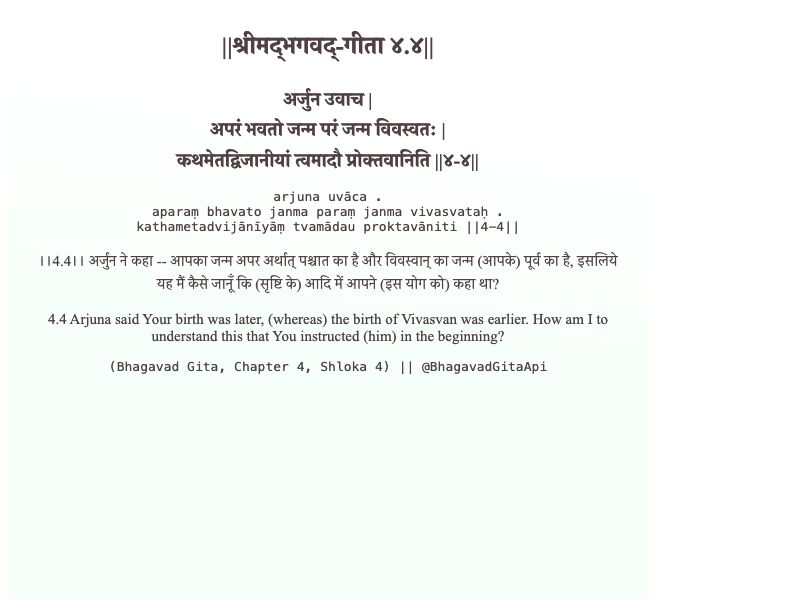 ||श्रीमद्‍भगवद्‍-गीता ४.४||
अर्जुन उवाच |
अपरं भवतो जन्म परं जन्म विवस्वतः |
कथमेतद्विजानीयां त्वमादौ प्रोक्तवानिति ||४-४||
arjuna uvāca .
aparaṃ bhavato janma paraṃ janma vivasvataḥ .
kathametadvijānīyāṃ tvamādau proktavāniti ||4-4||
।।4.4।। अर्जुन ने कहा -- आपका जन्म अपर अर्थात् पश्चात का है और विवस्वान् का जन्म (आपके) पूर्व का है, इसलिये
यह मैं कैसे जानूँ कि (सृष्टि के) आदि में आपने (इस योग को) कहा था?
4.4 Arjuna said Your birth was later, (whereas) the birth of Vivasvan was earlier. How am I to
understand this that You instructed (him) in the beginning?
(Bhagavad Gita, Chapter 4, Shloka 4) || @BhagavadGitaApi